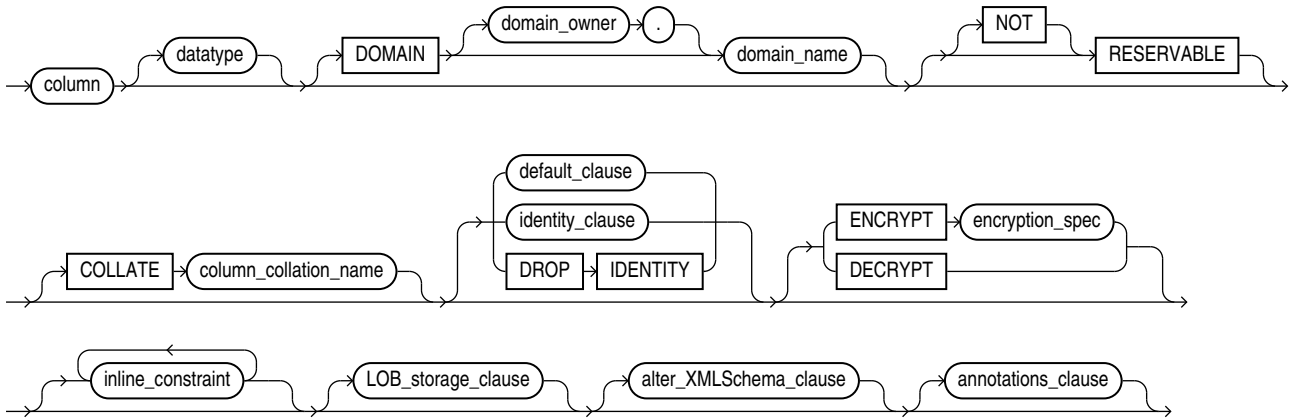 column datatype DOMAIN domain_owner . domain_name NOT RESERVABLE
COLLATE column_collation_name default_clause identity_clause DROP IDENTITY ENCRYPT encryption_spec DECRYPT
inline_constraint LOB_storage_clause alter_XMLSchema_clause annotations_clause